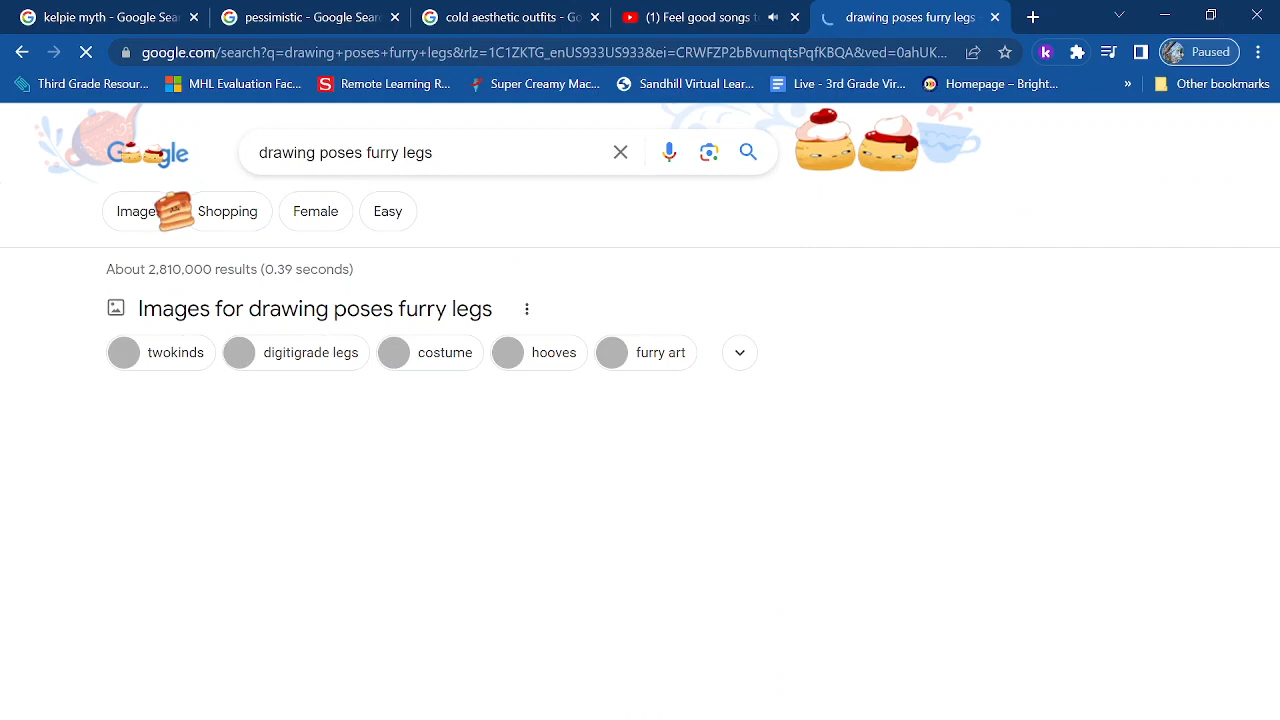 kelpie myth - Google Sear
pessimistic - Google Sear
cold aesthetic outfits - Go
(1) Feel good songs t
drawing poses furry legs
google.com/search?q=drawing+poses+furry+legs&rlz=1C1ZKTG_enUS933US933&ei=CRWFZP2bBvumqtsPqfKBQA&ved=0ahUK...
Paused
Third Grade Resour...
MHL Evaluation Fac...
Remote Learning R...
Super Creamy Mac...
Sandhill Virtual Lear...
Live - 3rd Grade Vir...
Homepage – Bright...
»
Other bookmarks
Google
drawing poses furry legs
Images
Shopping
Female
Easy
About 2,810,000 results (0.39 seconds)
Images for drawing poses furry legs
twokinds
digitigrade legs
costume
hooves
furry art